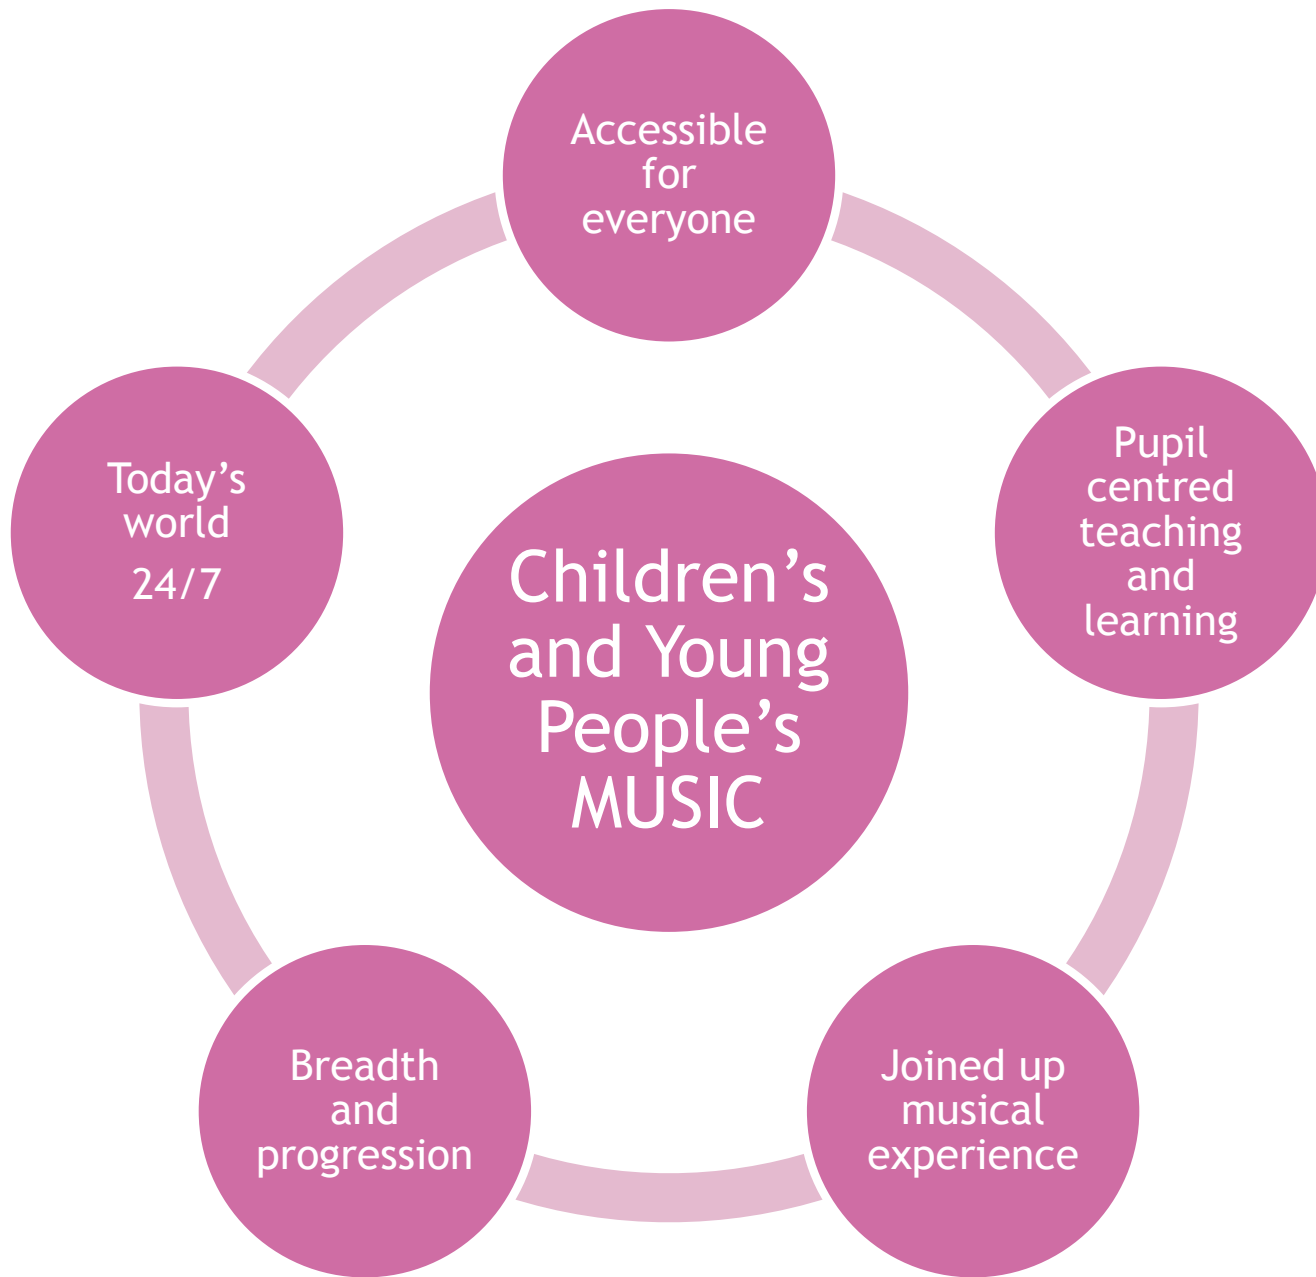 Accessible
for
everyone
Pupil
centred
teaching
and
learning
Joined up
musical
experience
Breadth
and
progression
Today’s
world
24/7
Children’s
and Young
People’s
MUSIC